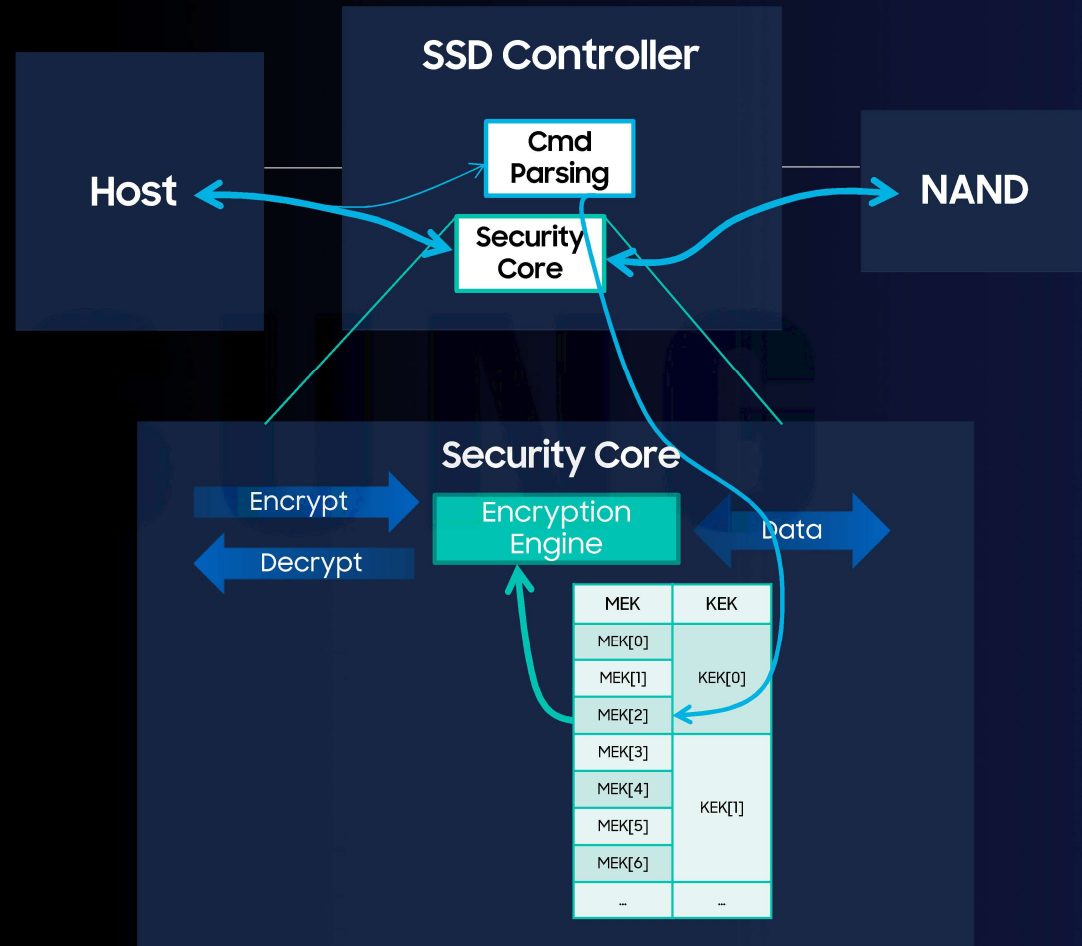 SSD Controller
Host
Cmd
Parsing
NAND
Security
Core
Security Core
Encrypt
Encryption
Engine
Data
Decrypt
MEK KEK
MEK[0]
MEK[1] KEK[0]
MEK[2]
MEK[3]
MEK[4]
KEK[1]
MEK[5]
MEK[6]
... ...
SUNG